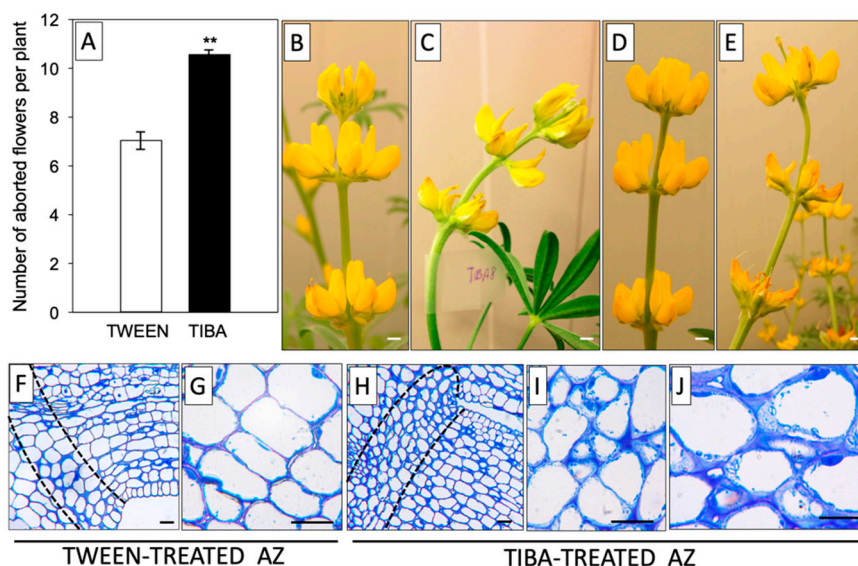 A
B
C
D
E
Number of aborted flowers per plant
12
10
8
6
4
2
0
**
TWEEN
TIBA
TIBA8
F
G
H
I
J
TWEEN-TREATED AZ
TIBA-TREATED AZ